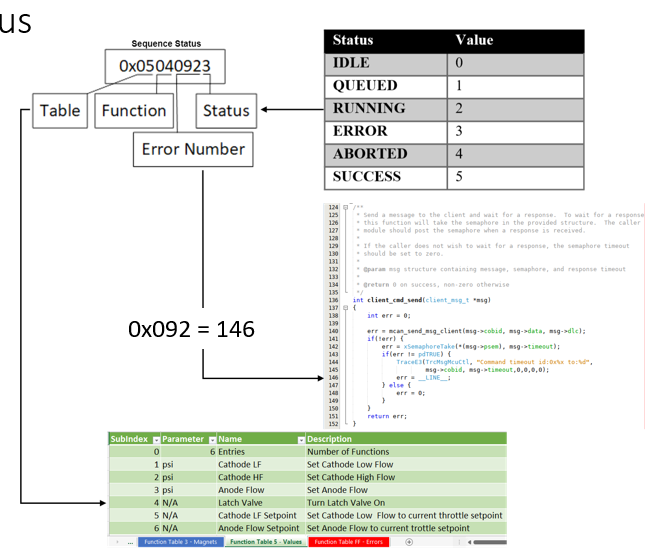 us
Sequence Status
0x05040923
Table
Function
Status
Error Number
Status Value
IDLE 0
QUEUED 1
RUNNING 2
ERROR 3
ABORTED 4
SUCCESS 5
0x092 = 146
124 /**
125 * Send a message to the client and wait for a response. To wait for a response
126 * this function will take the semaphore in the provided structure. The caller
127 * module should post the semaphore when a response is received.
128 *
129 * If the caller does not wish to wait for a response, the semaphore timeout
130 * should be set to zero.
131 *
132 * @param msg structure containing message, semaphore, and response timeout
133 *
134 * @return 0 on success, non-zero otherwise
135 */
136 int client_cmd_send(client_msg_t *msg)
137 {
138 int err = 0;
139
140 err = mcan_send_msg_client(msg->cobid, msg->data, msg->dlc);
141 if(!err) {
142 err = xSemaphoreTake(*(msg->psem), msg->timeout);
143 if(err != pdTRUE) {
144 TraceE3(TrcMsgMcuCtl, "Command timeout id:0x%x to:%d",
145 msg->cobid, msg->timeout,0,0,0,0);
146 err = __LINE__;
147 } else {
148 err = 0;
149 }
150 }
151 return err;
152 }
SubIndex Parameter Name Description
0 6 Entries Number of Functions
1 psi Cathode LF Set Cathode Low Flow
2 psi Cathode HF Set Cathode High Flow
3 psi Anode Flow Set Anode Flow
4 N/A Latch Valve Turn Latch Valve On
5 N/A Cathode LF Setpoint Set Cathode Low Flow to current throttle setpoint
6 N/A Anode Flow Setpoint Set Anode Flow to current trottle setpoint
... Function Table 3 - Magnets Function Table 5 - Values Function Table FF - Errors